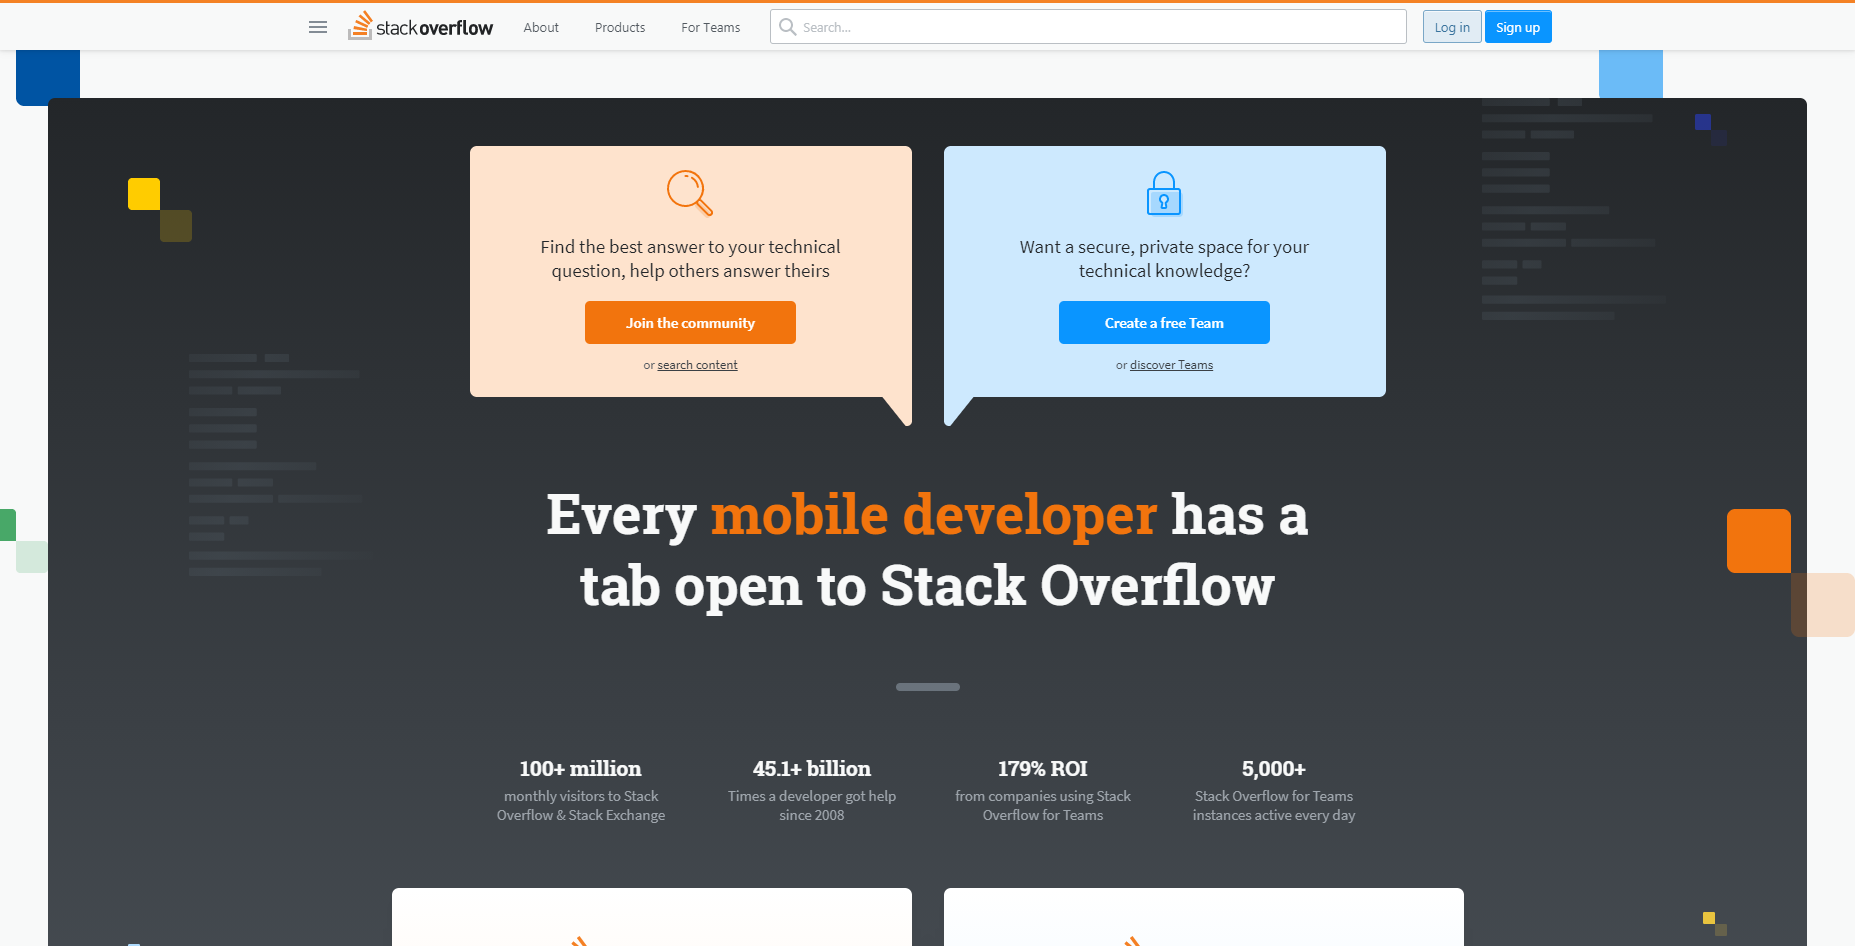 stackoverflow
About
Products
For Teams
Search...
Log in
Sign up
Find the best answer to your technical
question, help others answer theirs
Join the community
or search content
Want a secure, private space for your
technical knowledge?
Create a free Team
or discover Teams
Every mobile developer has a
tab open to Stack Overflow
100+ million
monthly visitors to Stack
Overflow & Stack Exchange
45.1+ billion
Times a developer got help
since 2008
179% ROI
from companies using Stack
Overflow for Teams
5,000+
Stack Overflow for Teams
instances active every day